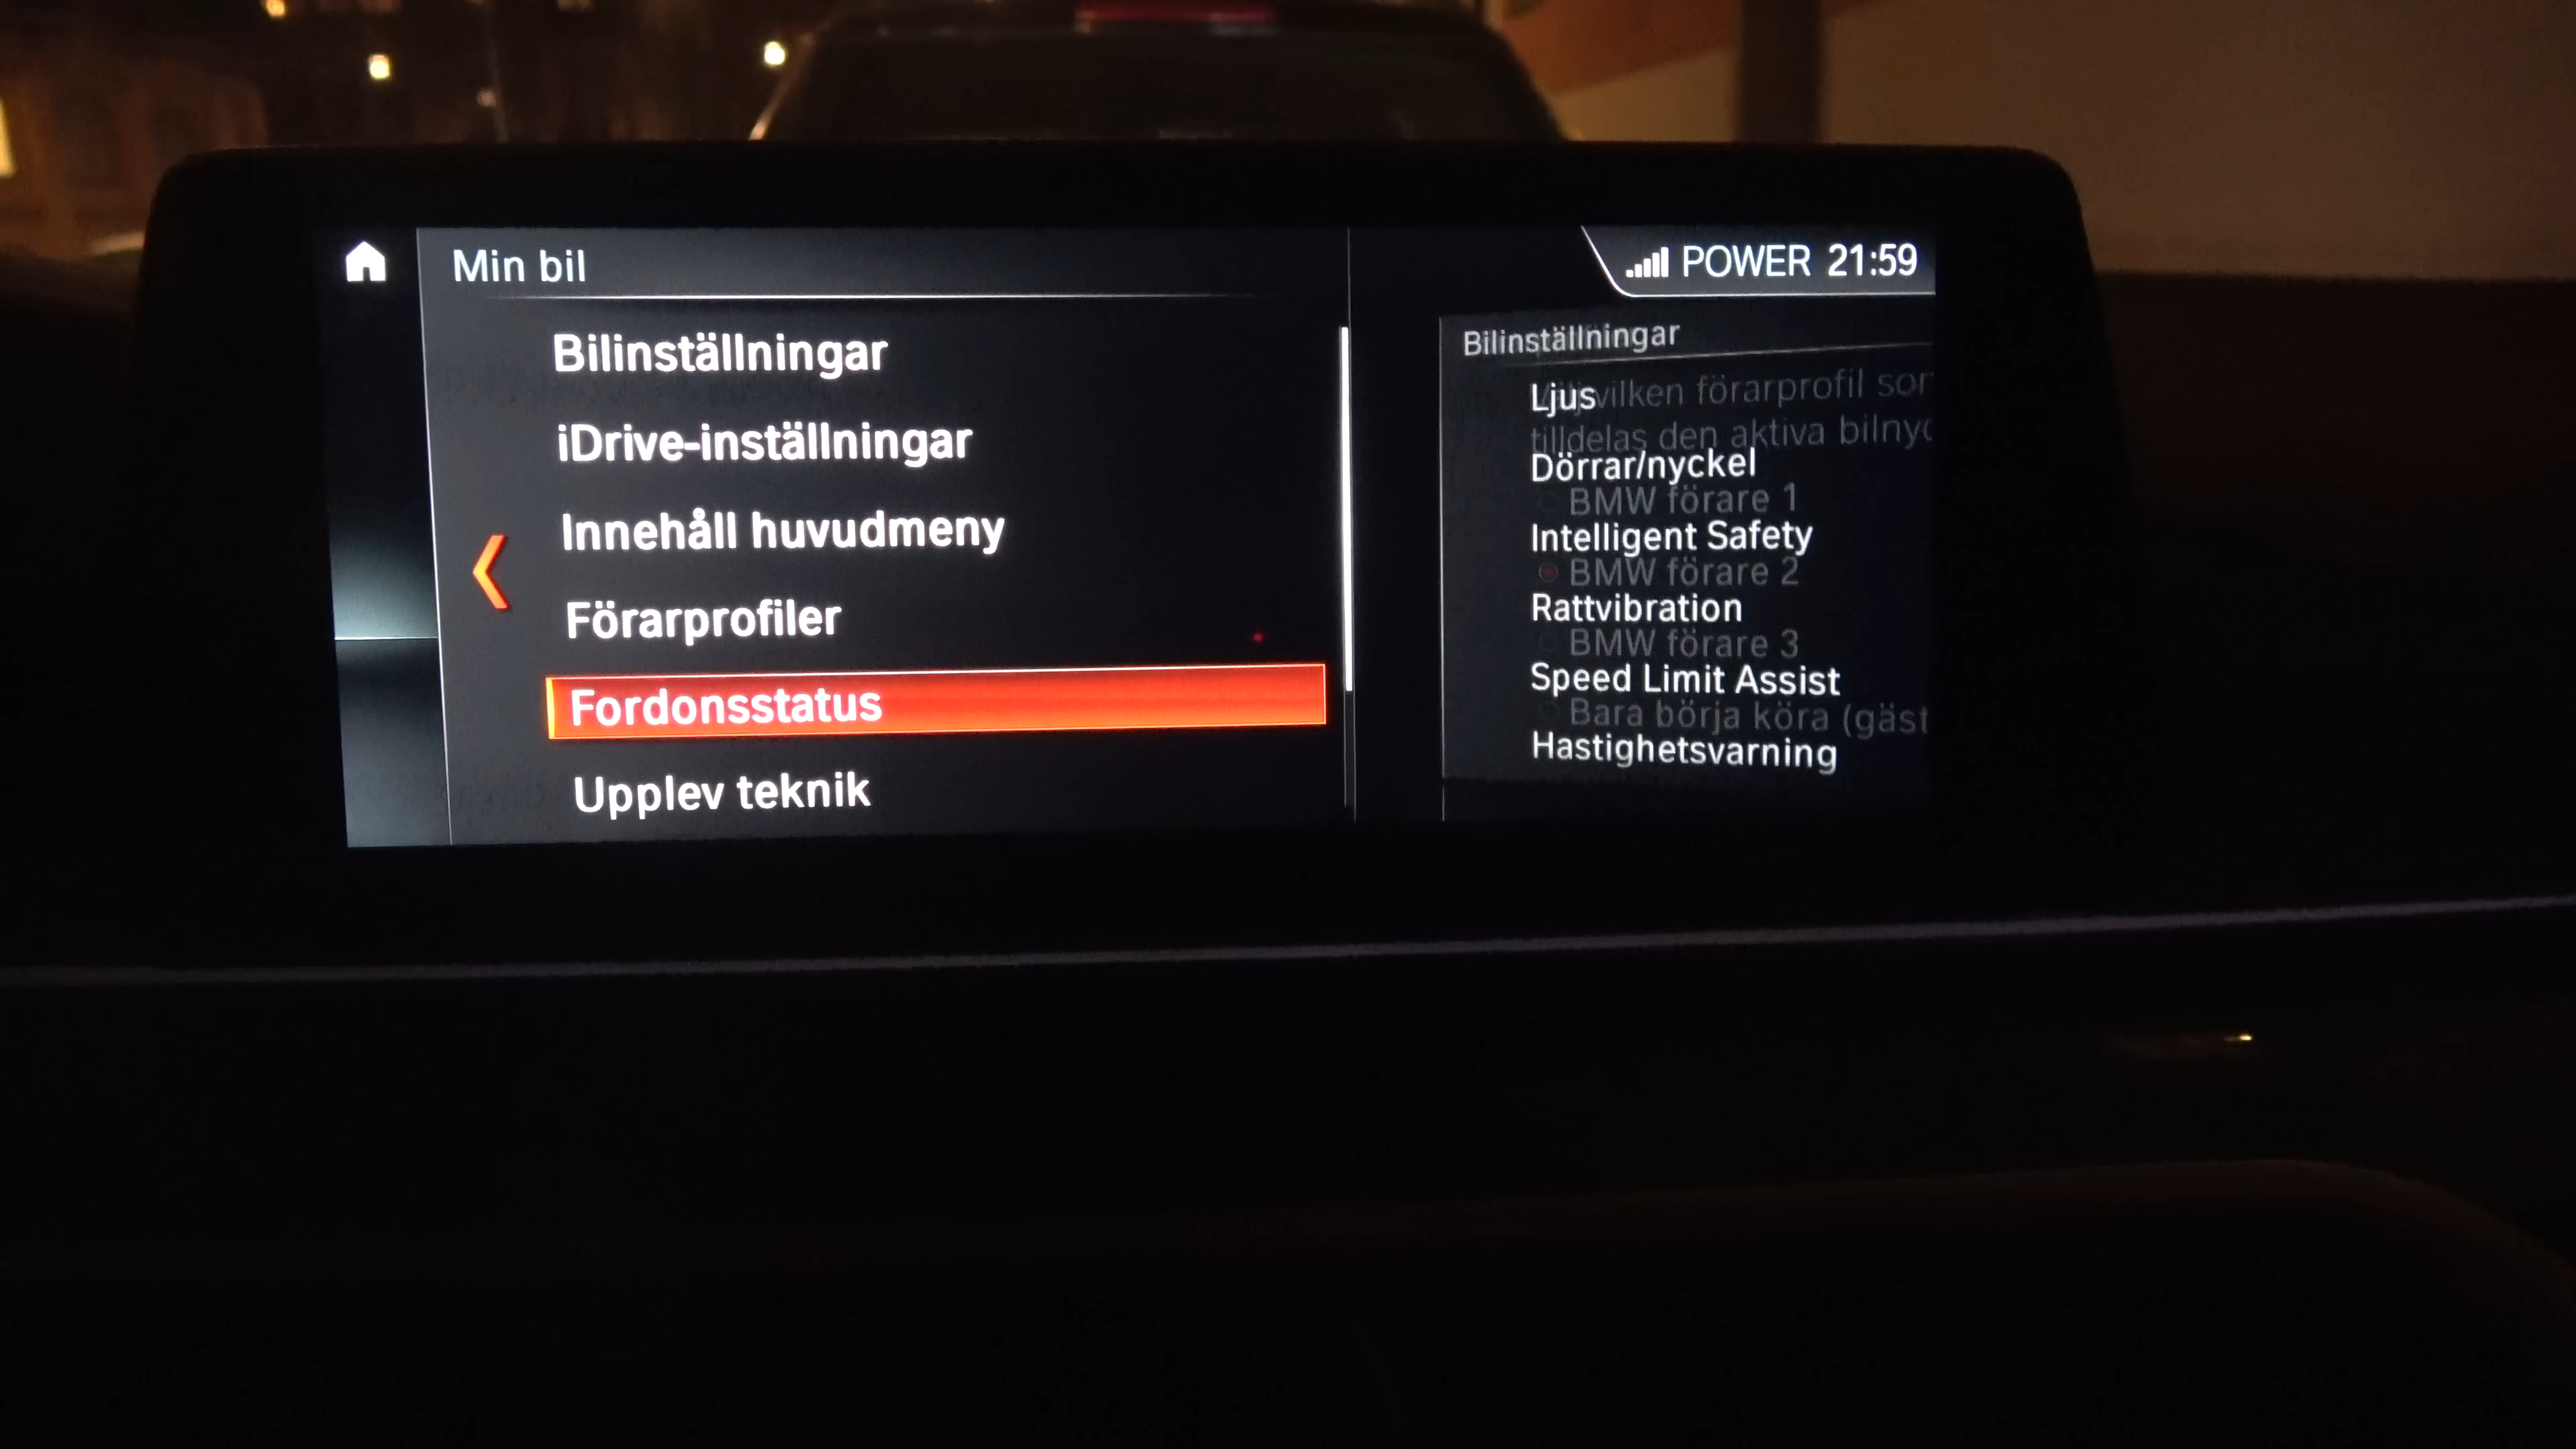 Min bil
POWER 21:59
Bilinställningar
iDrive-inställningar
Innehåll huvudmeny
Förarprofiler
Fordonsstatus
Upplev teknik
Bilinställningar
Ljus
vilken förarprofil
tilldelas den aktiva
Dörrar/nyckel
BMW förare 1
Intelligent Safety
BMW förare 2
Rattvibration
BMW förare 3
Speed Limit Assist
Bara börja köra (gäst
Hastighetsvarning